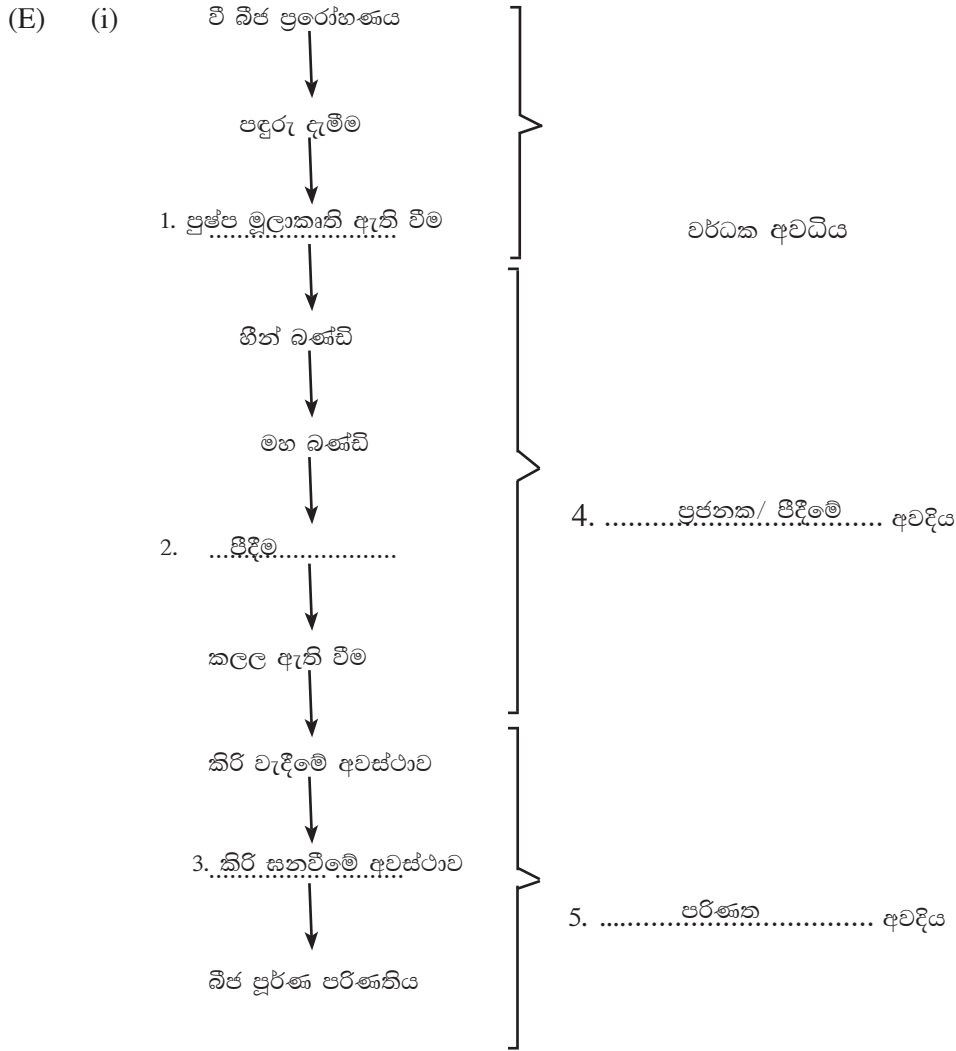 (E) (i) වී බීජ ප්‍රරෝහණය
පඳුරු දැමීම
1. පුෂ්ප මූලාකෘති ඇති වීම
වර්ධක අවධිය
හීන් බණ්ඩි
මහ බණ්ඩි
4. ප්‍රජනක/ පීදීමේ අවදිය
2. පීදීම
කලල ඇති වීම
කිරි වැදීමේ අවස්ථාව
3. කිරි ඝනවීමේ අවස්ථාව
5. පරිණත අවදිය
බීජ පූර්ණ පරිණතිය